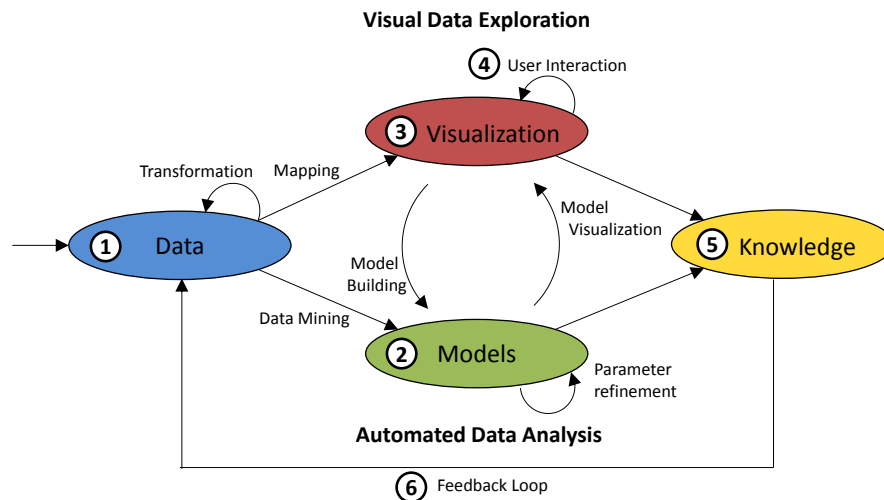 Visual Data Exploration
4 User Interaction
3 Visualization
Transformation
Mapping
1 Data
Model
Visualization
5 Knowledge
Model
Building
Data Mining
2 Models
Parameter
refinement
Automated Data Analysis
6 Feedback Loop